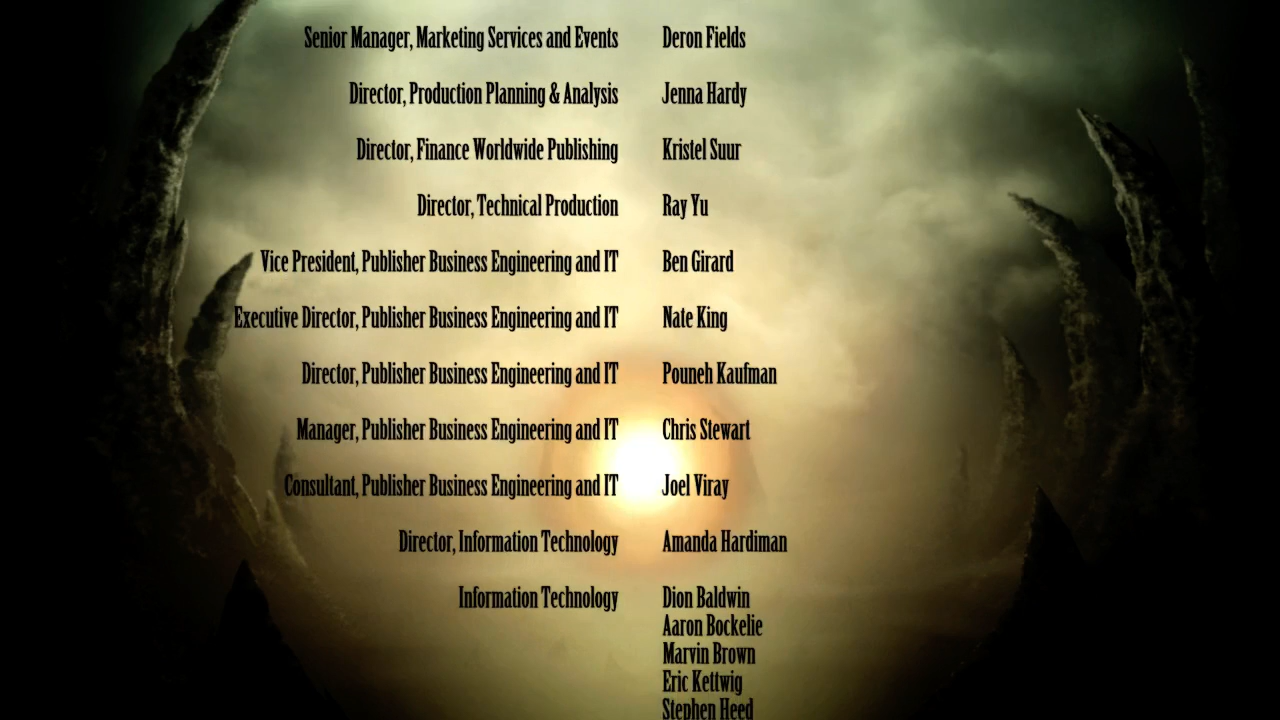 Senior Manager, Marketing Services and Events Deron Fields
Director, Production Planning & Analysis Jenna Hardy
Director, Finance Worldwide Publishing Kristel Suur
Director, Technical Production Ray Yu
Vice President, Publisher Business Engineering and IT Ben Girard
Executive Director, Publisher Business Engineering and IT Nate King
Director, Publisher Business Engineering and IT Pouneh Kaufman
Manager, Publisher Business Engineering and IT Chris Stewart
Consultant, Publisher Business Engineering and IT Joel Viray
Director, Information Technology Amanda Hardiman
Information Technology Dion Baldwin
Aaron Bockelie
Marvin Brown
Eric Kettwig
Stephen Heed